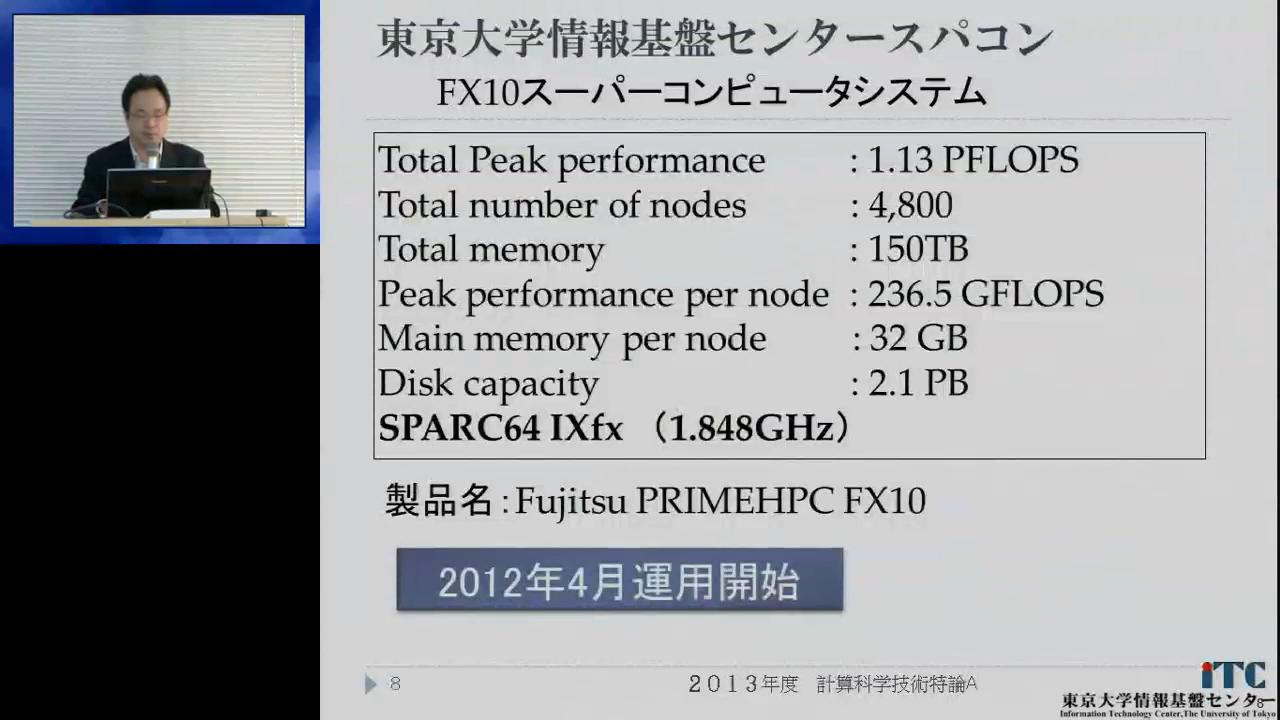 東京大学情報基盤センタースパコン
FX10スーパーコンピュータシステム
Total Peak performance : 1.13 PFLOPS
Total number of nodes : 4,800
Total memory : 150TB
Peak performance per node : 236.5 GFLOPS
Main memory per node : 32 GB
Disk capacity : 2.1 PB
SPARC64 IXfx （1.848GHz）
製品名：Fujitsu PRIMEHPC FX10
2012年4月運用開始
8
２０１３年度 計算科学技術特論A
iTC
東京大学情報基盤センター
8
Information Technology Center, The University of Tokyo